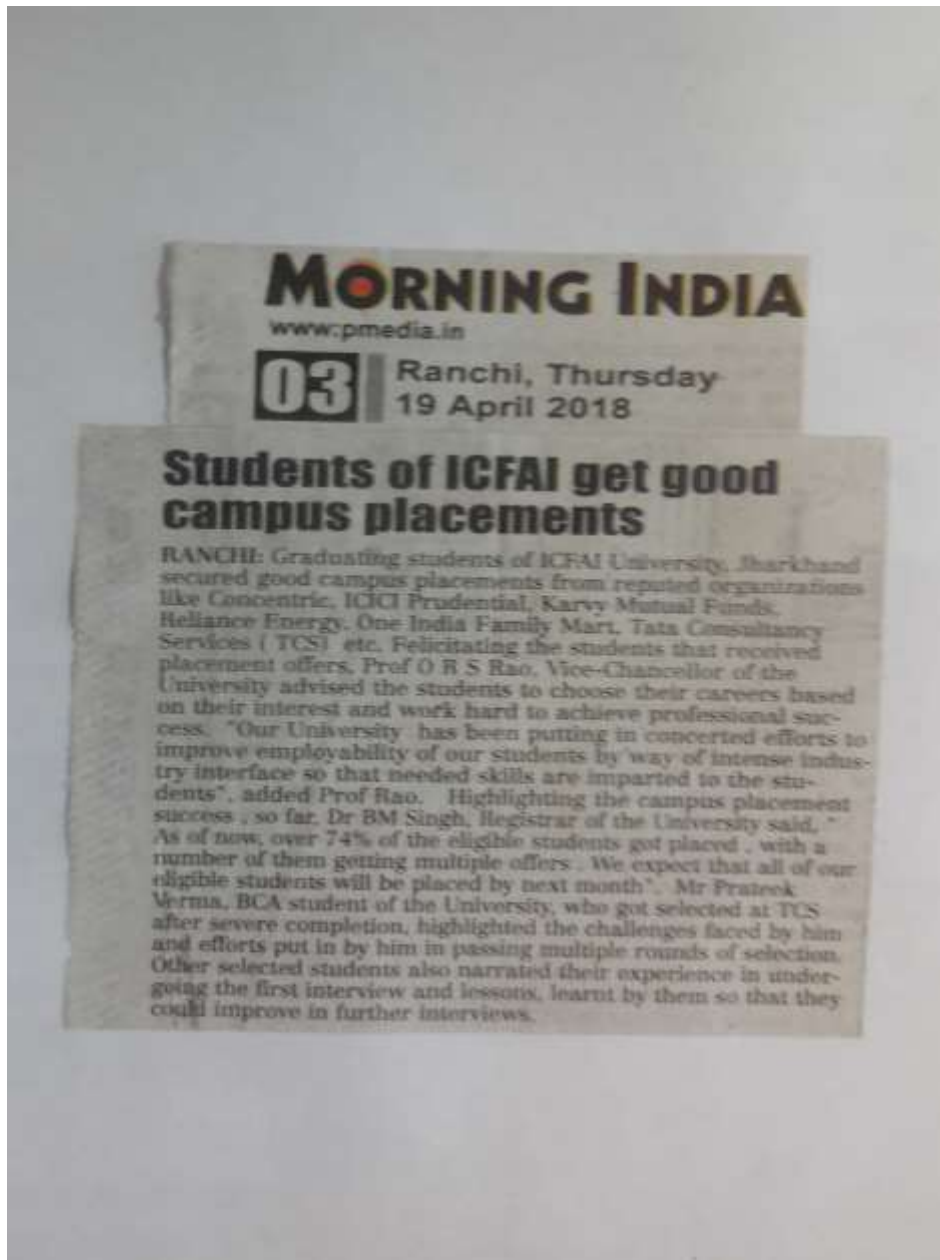 MORNING INDIA
www.pmedia.in
03
Ranchi, Thursday
19 April 2018
Students of ICFAI get good
campus placements
RANCHI: Graduating students of ICFAI University, Jharkhand
secured good campus placements from reputed organizations
like Concentric, ICICI Prudential, Karvy Mutual Funds,
Reliance Energy, One India Family Mart, Tata Consultancy
Services ( TCS) etc. Felicitating the students that received
placement offers, Prof O R S Rao, Vice-Chancellor of the
University advised the students to choose their careers based
on their interest and work hard to achieve professional suc-
cess. "Our University has been putting in concerted efforts to
improve employability of our students by way of intense indus-
try interface so that needed skills are imparted to the stu-
dents", added Prof Rao. Highlighting the campus placement
success , so far, Dr BM Singh, Registrar of the University said, "
As of now, over 74% of the eligible students got placed , with a
number of them getting multiple offers . We expect that all of our
eligible students will be placed by next month". Mr Prateek
Verma, BCA student of the University, who got selected at TCS
after severe completion, highlighted the challenges faced by him
and efforts put in by him in passing multiple rounds of selection.
Other selected students also narrated their experience in under-
going the first interview and lessons, learnt by them so that they
could improve in further interviews.